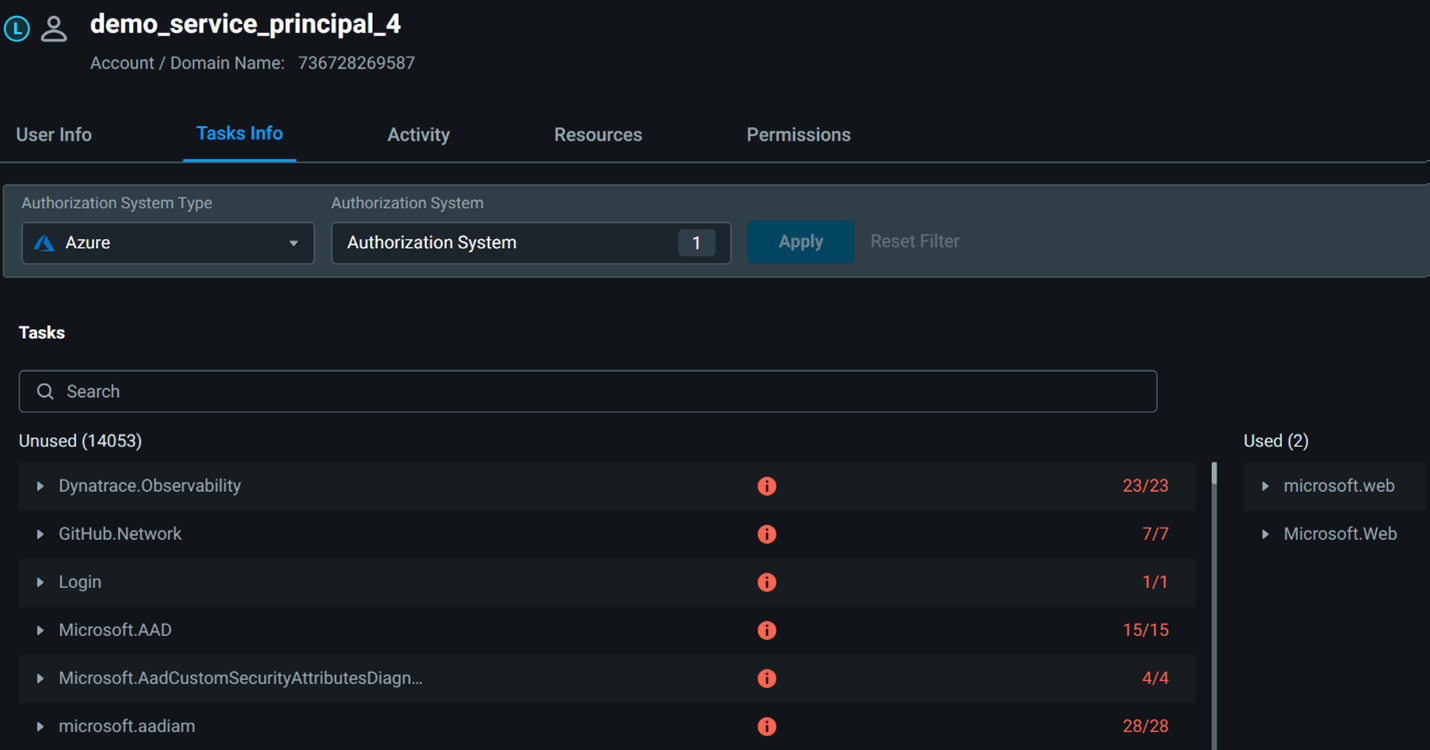 L
demo_service_principal_4
Account / Domain Name: 736728269587
User Info Tasks Info Activity Resources Permissions
Authorization System Type Authorization System
Azure Authorization System 1 Apply Reset Filter
Tasks
Search
Unused (14053) Used (2)
Dynatrace.Observability i 23/23 microsoft.web
GitHub.Network i 7/7 Microsoft.Web
Login i 1/1
Microsoft.AAD i 15/15
Microsoft.AadCustomSecurityAttributesDiagn... i 4/4
microsoft.aadiam i 28/28